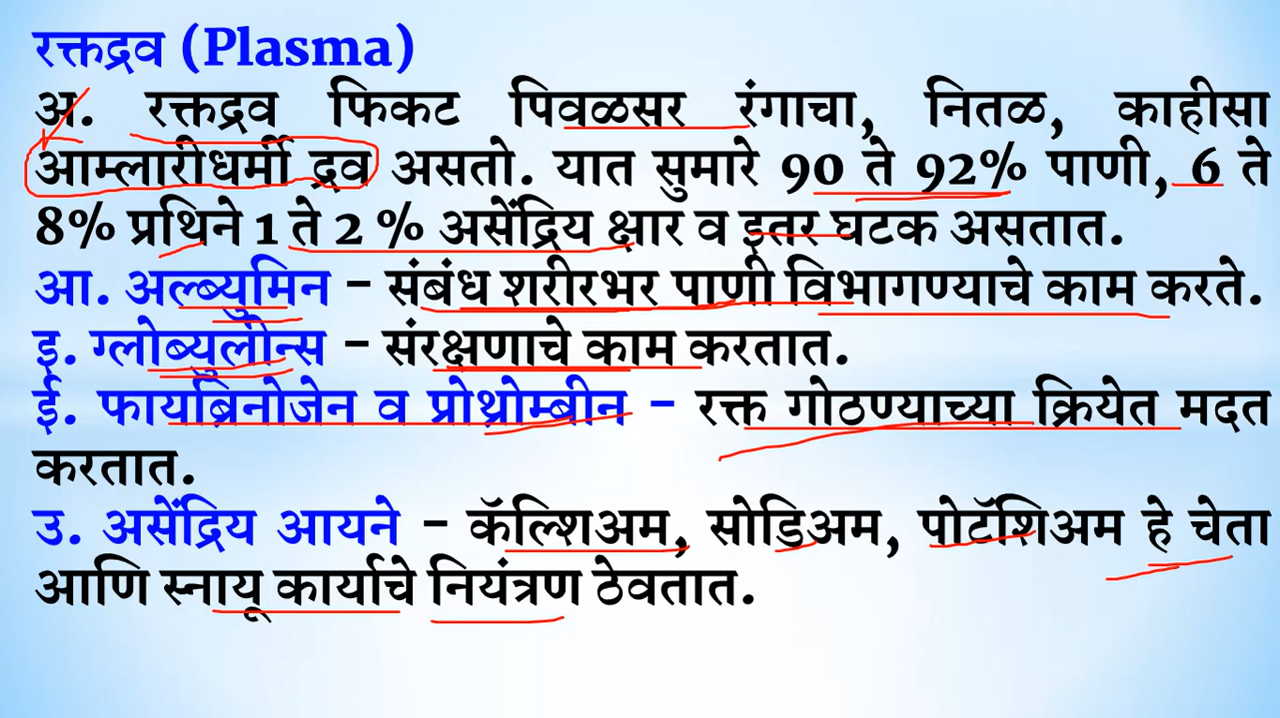 रक्तद्रव (Plasma)
अ. रक्तद्रव फिकट पिवळसर रंगाचा, नितळ, काहीसा
आम्लारीधर्मी द्रव असतो. यात सुमारे 90 ते 92% पाणी, 6 ते
8% प्रथिने 1 ते 2 % असेंद्रिय क्षार व इतर घटक असतात.
आ. अल्ब्युमिन - संबंध शरीरभर पाणी विभागण्याचे काम करते.
इ. ग्लोब्युलीन्स - संरक्षणाचे काम करतात.
ई. फायब्रिनोजेन व प्रोथ्रोम्बीन - रक्त गोठण्याच्या क्रियेत मदत
करतात.
उ. असेंद्रिय आयने - कॅल्शिअम, सोडिअम, पोटॅशिअम हे चेता
आणि स्नायू कार्याचे नियंत्रण ठेवतात.